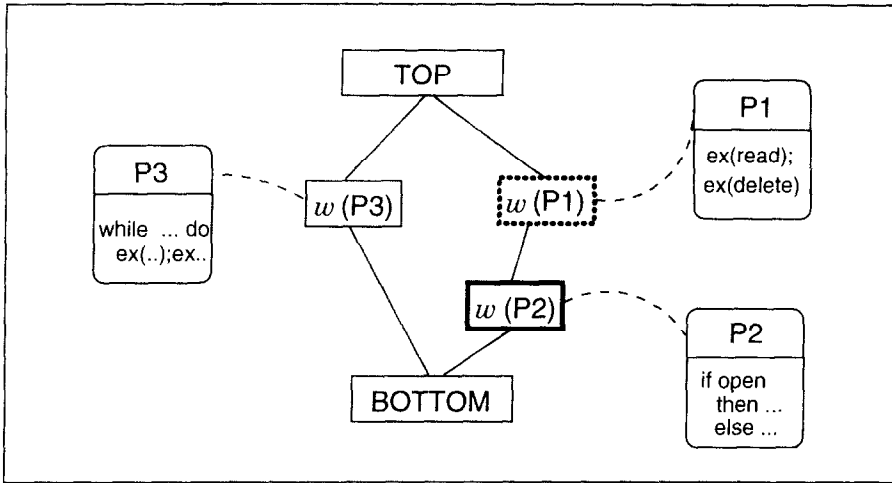 TOP
P1
ex(read);
ex(delete)
P3
while ... do
ex(..);ex..
w (P3)
w (P1)
w (P2)
P2
if open
then ...
else ...
BOTTOM